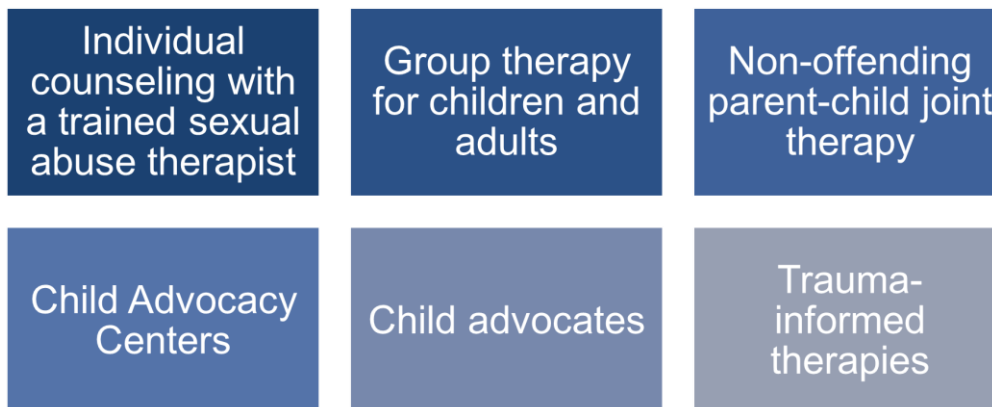 Individual
counseling with
a trained sexual
abuse therapist
Group therapy
for children and
adults
Non-offending
parent-child joint
therapy
Child Advocacy
Centers
Child advocates
Trauma-
informed
therapies